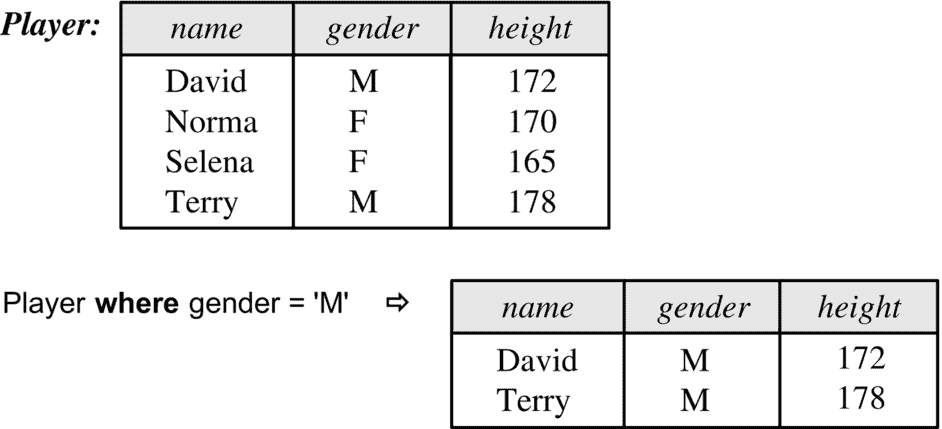 Player: name gender height
David M 172
Norma F 170
Selena F 165
Terry M 178
Player where gender = 'M' ⇨ name gender height
David M 172
Terry M 178